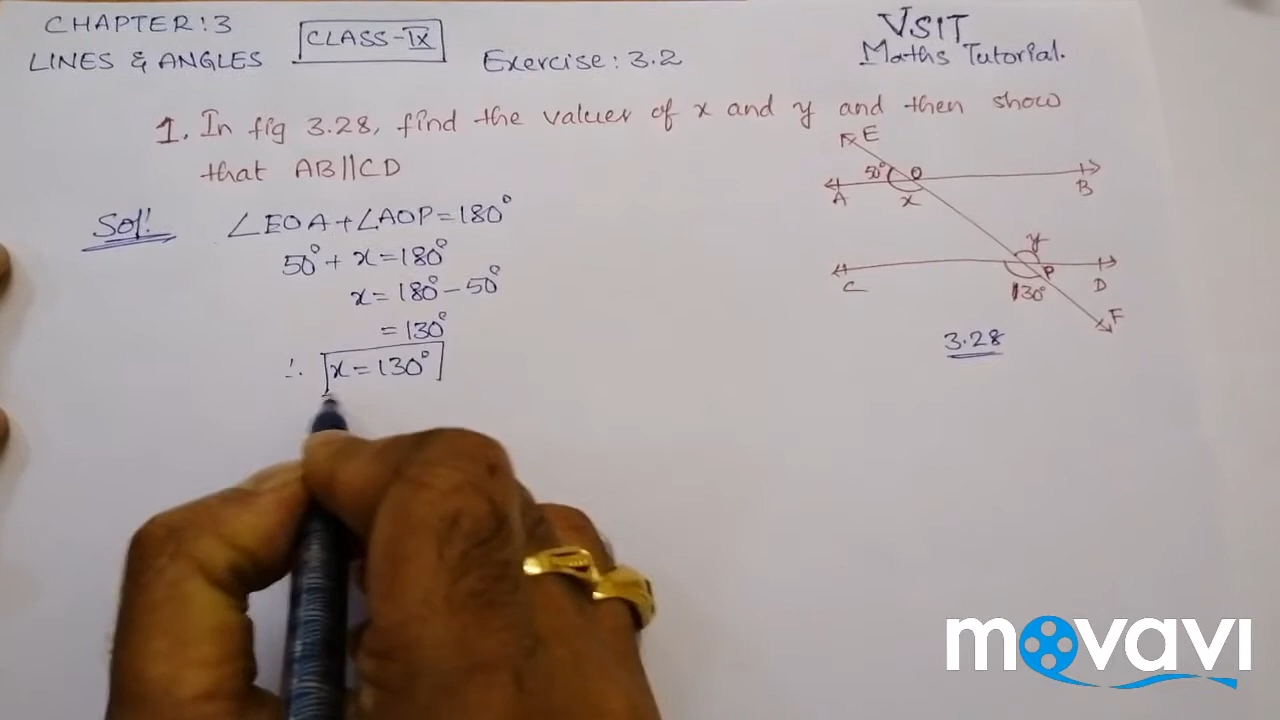 CHAPTER:3
LINES & ANGLES
CLASS-IX
Exercise: 3.2
VSIT
Maths Tutorial.
1. In fig 3.28, find the values of x and y and then show
that AB||CD
Sol:
∠EOA+∠AOP=180°
50°+ x=180°
x= 180°-50°
=130°
∴ x=130°
E
50°
O
A
x
B
y
C
P
D
130°
F
3.28
movavi